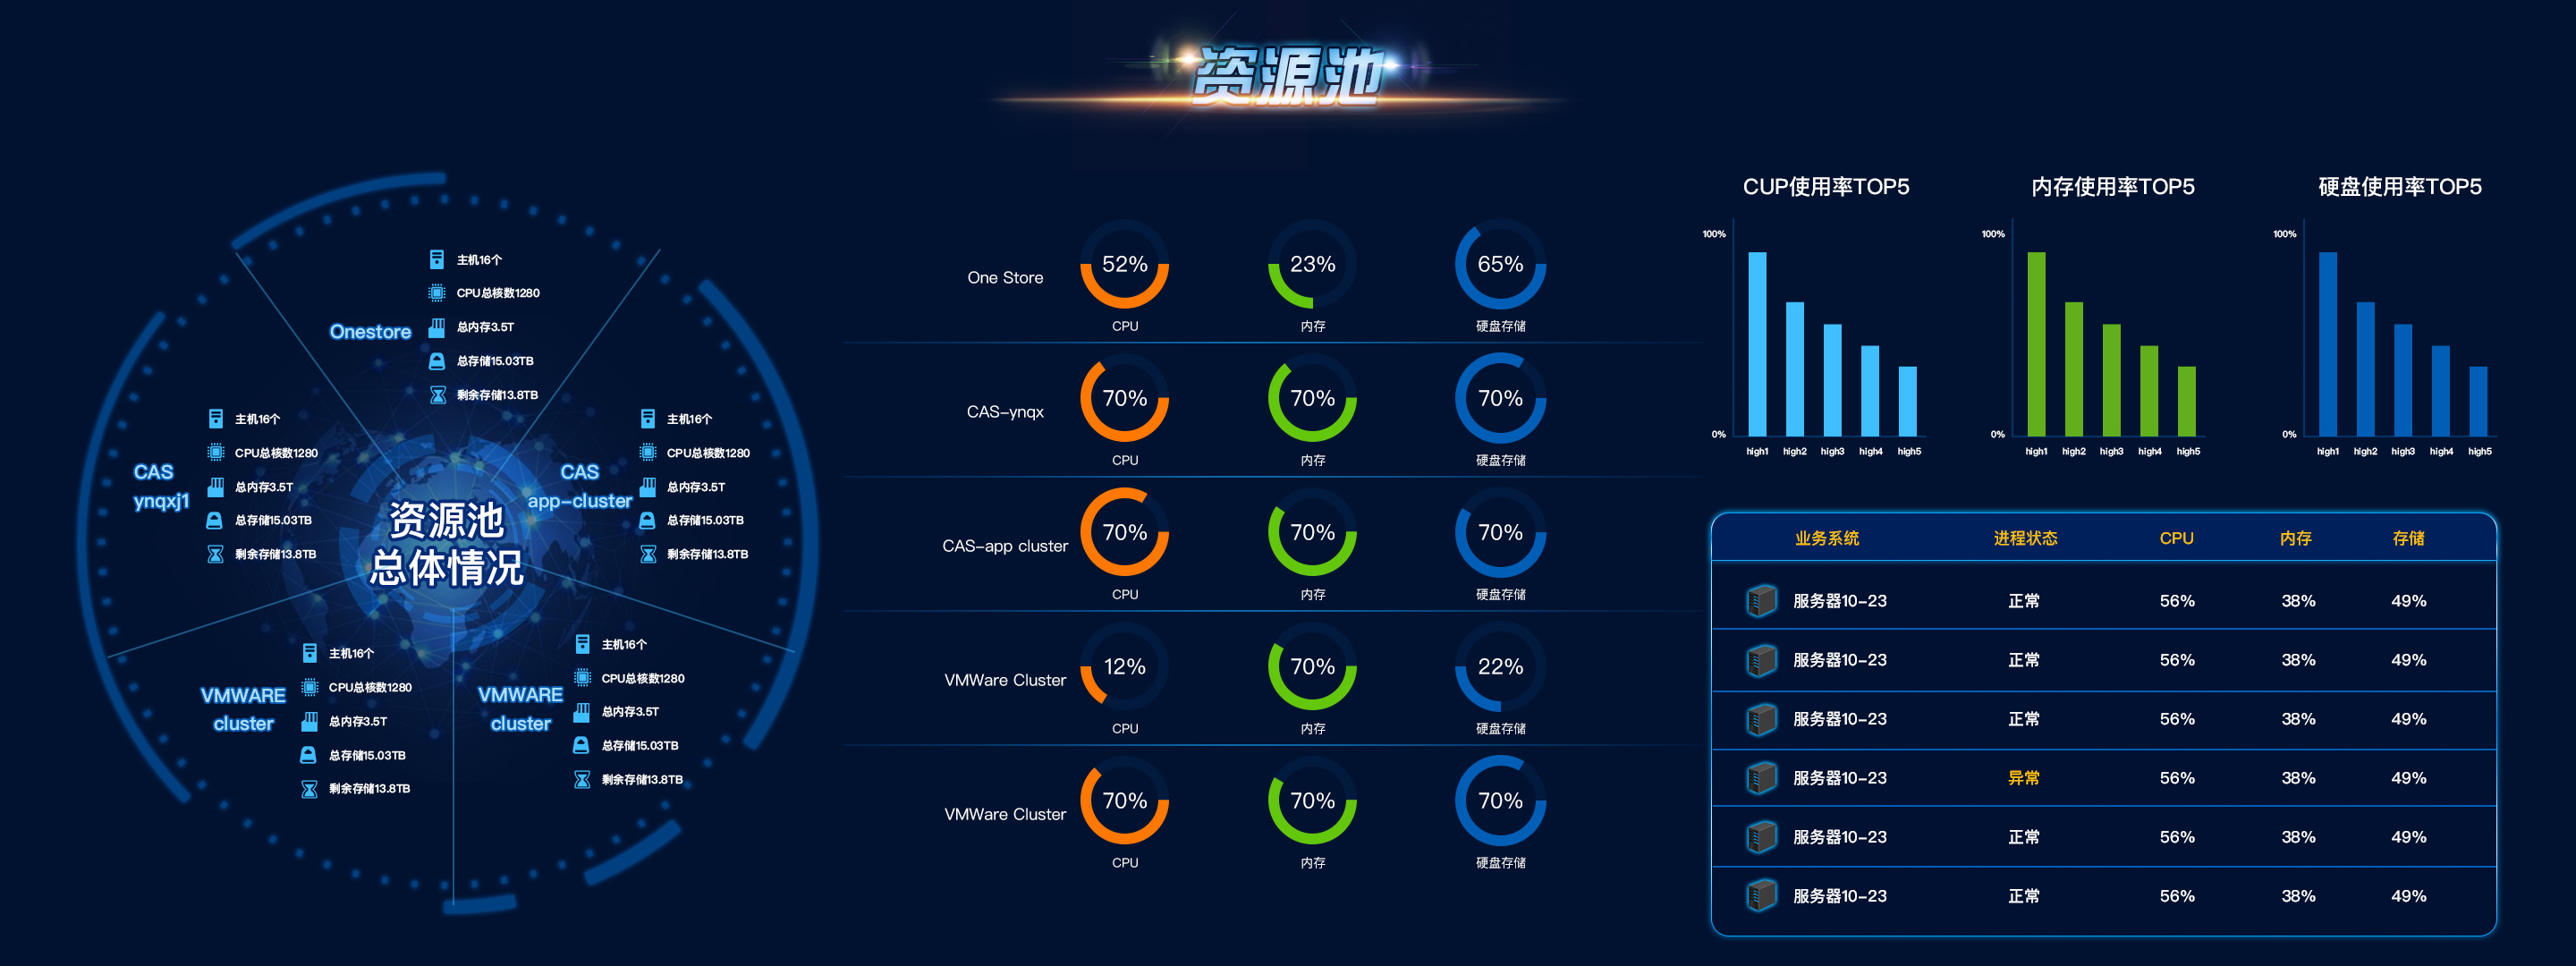 资源池
主机16个
CPU总核数1280
Onestore
总内存3.5T
总存储15.03TB
剩余存储13.8TB
CAS
ynqxj1
主机16个
CPU总核数1280
总内存3.5T
总存储15.03TB
剩余存储13.8TB
CAS
app-cluster
主机16个
CPU总核数1280
总内存3.5T
总存储15.03TB
剩余存储13.8TB
资源池
总体情况
VMWARE
cluster
主机16个
CPU总核数1280
总内存3.5T
总存储15.03TB
剩余存储13.8TB
VMWARE
cluster
主机16个
CPU总核数1280
总内存3.5T
总存储15.03TB
剩余存储13.8TB
One Store
52%
CPU
23%
内存
65%
硬盘存储
CAS-ynqx
70%
CPU
70%
内存
70%
硬盘存储
CAS-app cluster
70%
CPU
70%
内存
70%
硬盘存储
VMWare Cluster
12%
CPU
70%
内存
22%
硬盘存储
VMWare Cluster
70%
CPU
70%
内存
70%
硬盘存储
CUP使用率TOP5
100%
0%
high1 high2 high3 high4 high5
内存使用率TOP5
100%
0%
high1 high2 high3 high4 high5
硬盘使用率TOP5
100%
0%
high1 high2 high3 high4 high5
业务系统 进程状态 CPU 内存 存储
服务器10-23 正常 56% 38% 49%
服务器10-23 正常 56% 38% 49%
服务器10-23 正常 56% 38% 49%
服务器10-23 异常 56% 38% 49%
服务器10-23 正常 56% 38% 49%
服务器10-23 正常 56% 38% 49%